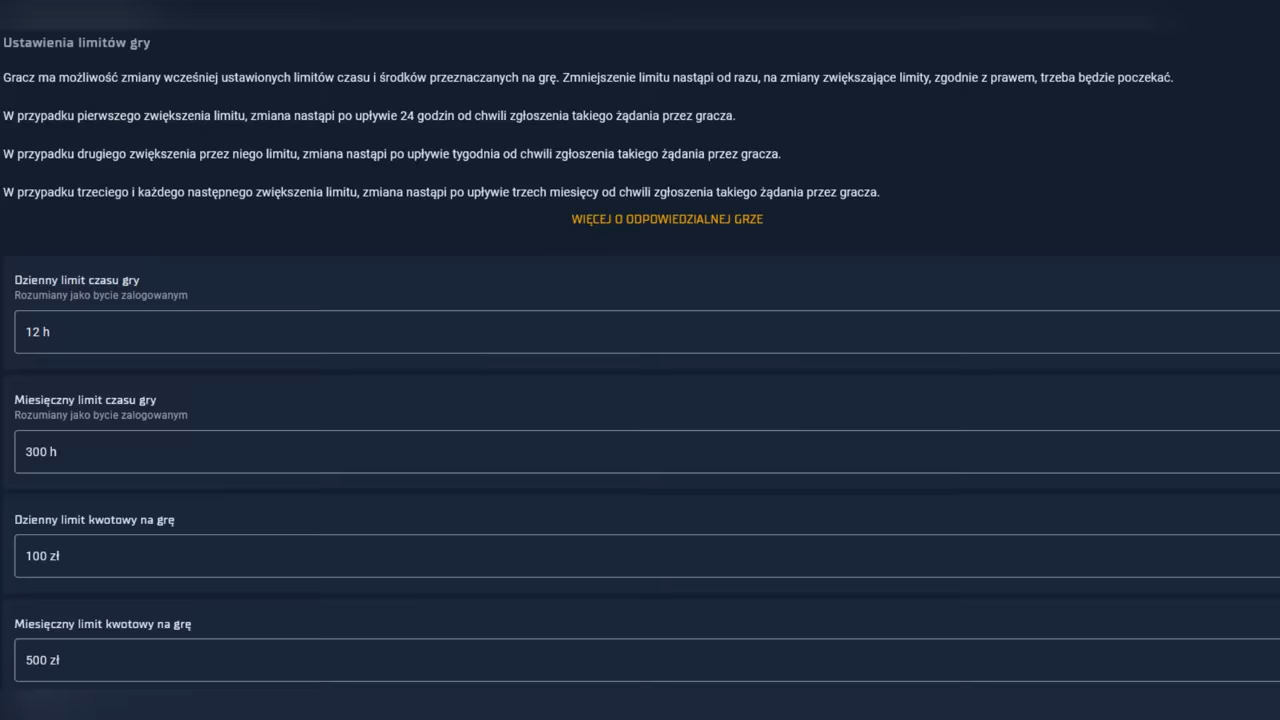 Ustawienia limitów gry
Gracz ma możliwość zmiany wcześniej ustawionych limitów czasu i środków przeznaczanych na grę. Zmniejszenie limitu nastąpi od razu, na zmiany zwiększające limity, zgodnie z prawem, trzeba będzie poczekać.
W przypadku pierwszego zwiększenia limitu, zmiana nastąpi po upływie 24 godzin od chwili zgłoszenia takiego żądania przez gracza.
W przypadku drugiego zwiększenia przez niego limitu, zmiana nastąpi po upływie tygodnia od chwili zgłoszenia takiego żądania przez gracza.
W przypadku trzeciego i każdego następnego zwiększenia limitu, zmiana nastąpi po upływie trzech miesięcy od chwili zgłoszenia takiego żądania przez gracza.
WIĘCEJ O ODPOWIEDZIALNEJ GRZE
Dzienny limit czasu gry
Rozumiany jako bycie zalogowanym
12 h
Miesięczny limit czasu gry
Rozumiany jako bycie zalogowanym
300 h
Dzienny limit kwotowy na grę
100 zł
Miesięczny limit kwotowy na grę
500 zł